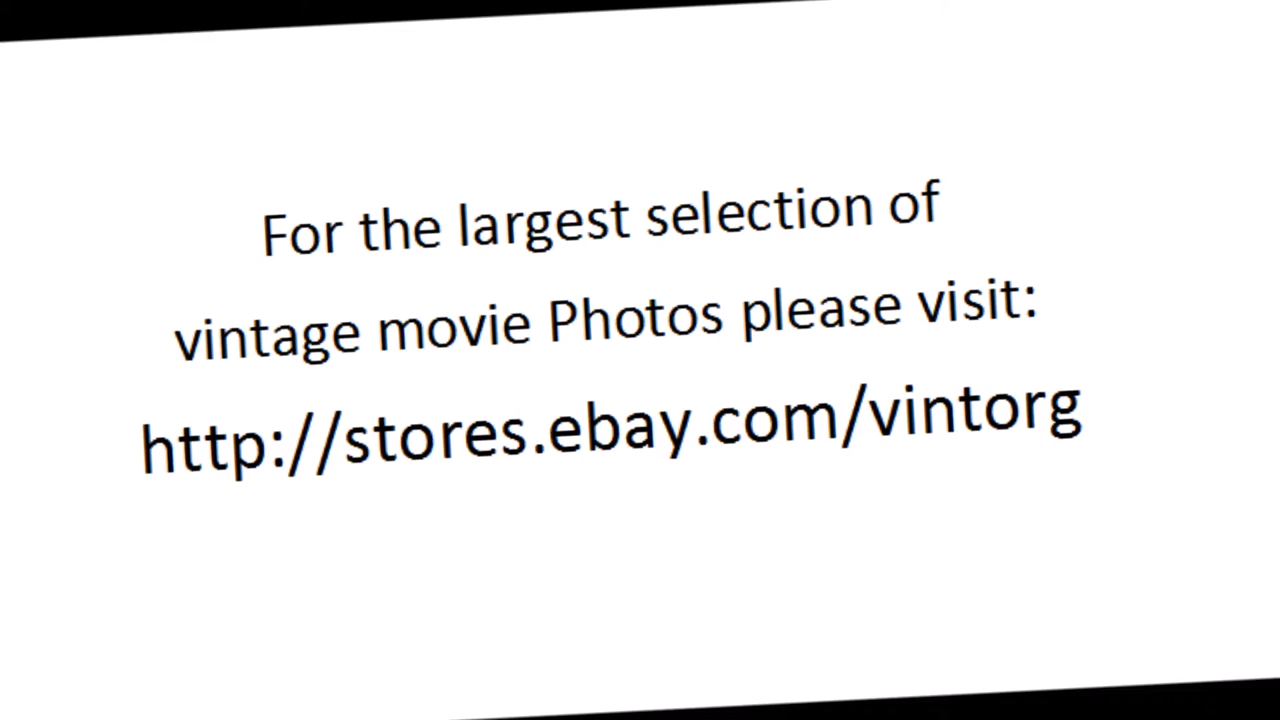 For the largest selection of
vintage movie Photos please visit:
http://stores.ebay.com/vintorg